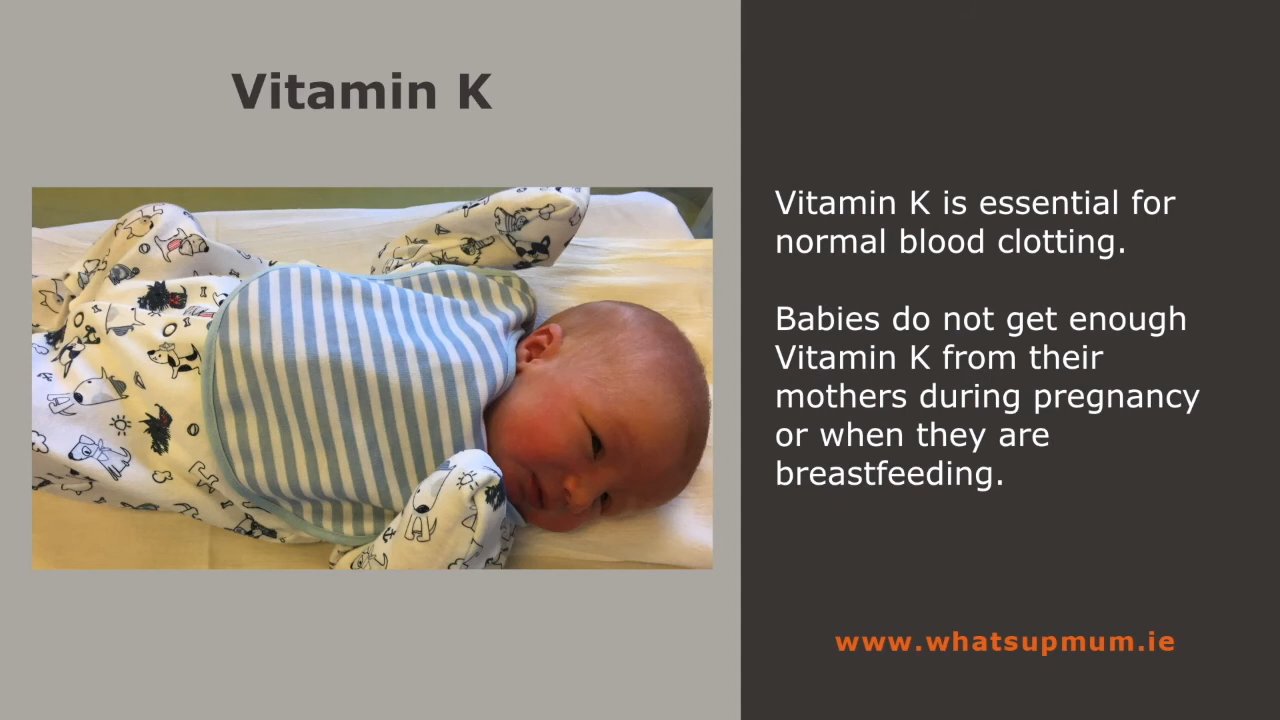 Vitamin K
Vitamin K is essential for
normal blood clotting.
Babies do not get enough
Vitamin K from their
mothers during pregnancy
or when they are
breastfeeding.
www.whatsupmum.ie